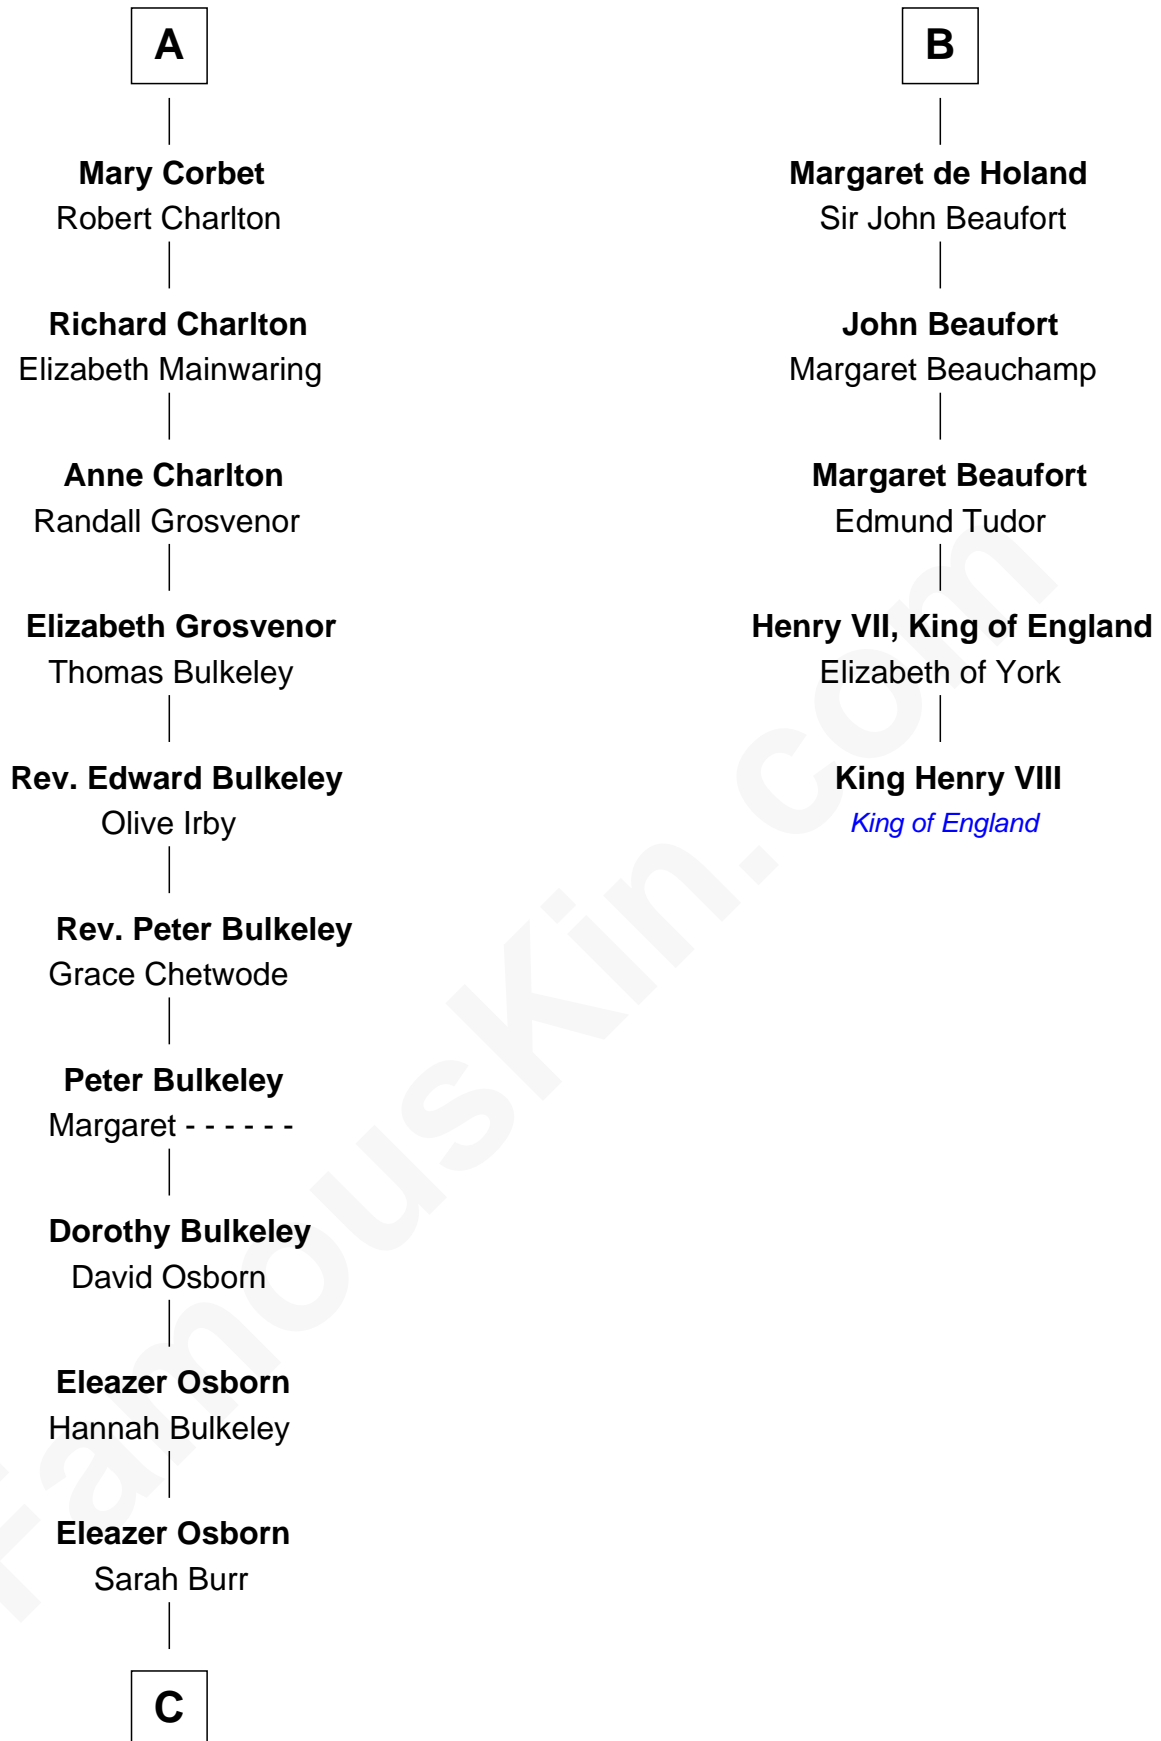 A
Mary Corbet
Robert Charlton
Richard Charlton
Elizabeth Mainwaring
Anne Charlton
Randall Grosvenor
Elizabeth Grosvenor
Thomas Bulkeley
Rev. Edward Bulkeley
Olive Irby
Rev. Peter Bulkeley
Grace Chetwode
Peter Bulkeley
Margaret - - - - - -
Dorothy Bulkeley
David Osborn
Eleazer Osborn
Hannah Bulkeley
Eleazer Osborn
Sarah Burr
C
B
Margaret de Holand
Sir John Beaufort
John Beaufort
Margaret Beauchamp
Margaret Beaufort
Edmund Tudor
Henry VII, King of England
Elizabeth of York
King Henry VIII
King of England
FamousKin.com